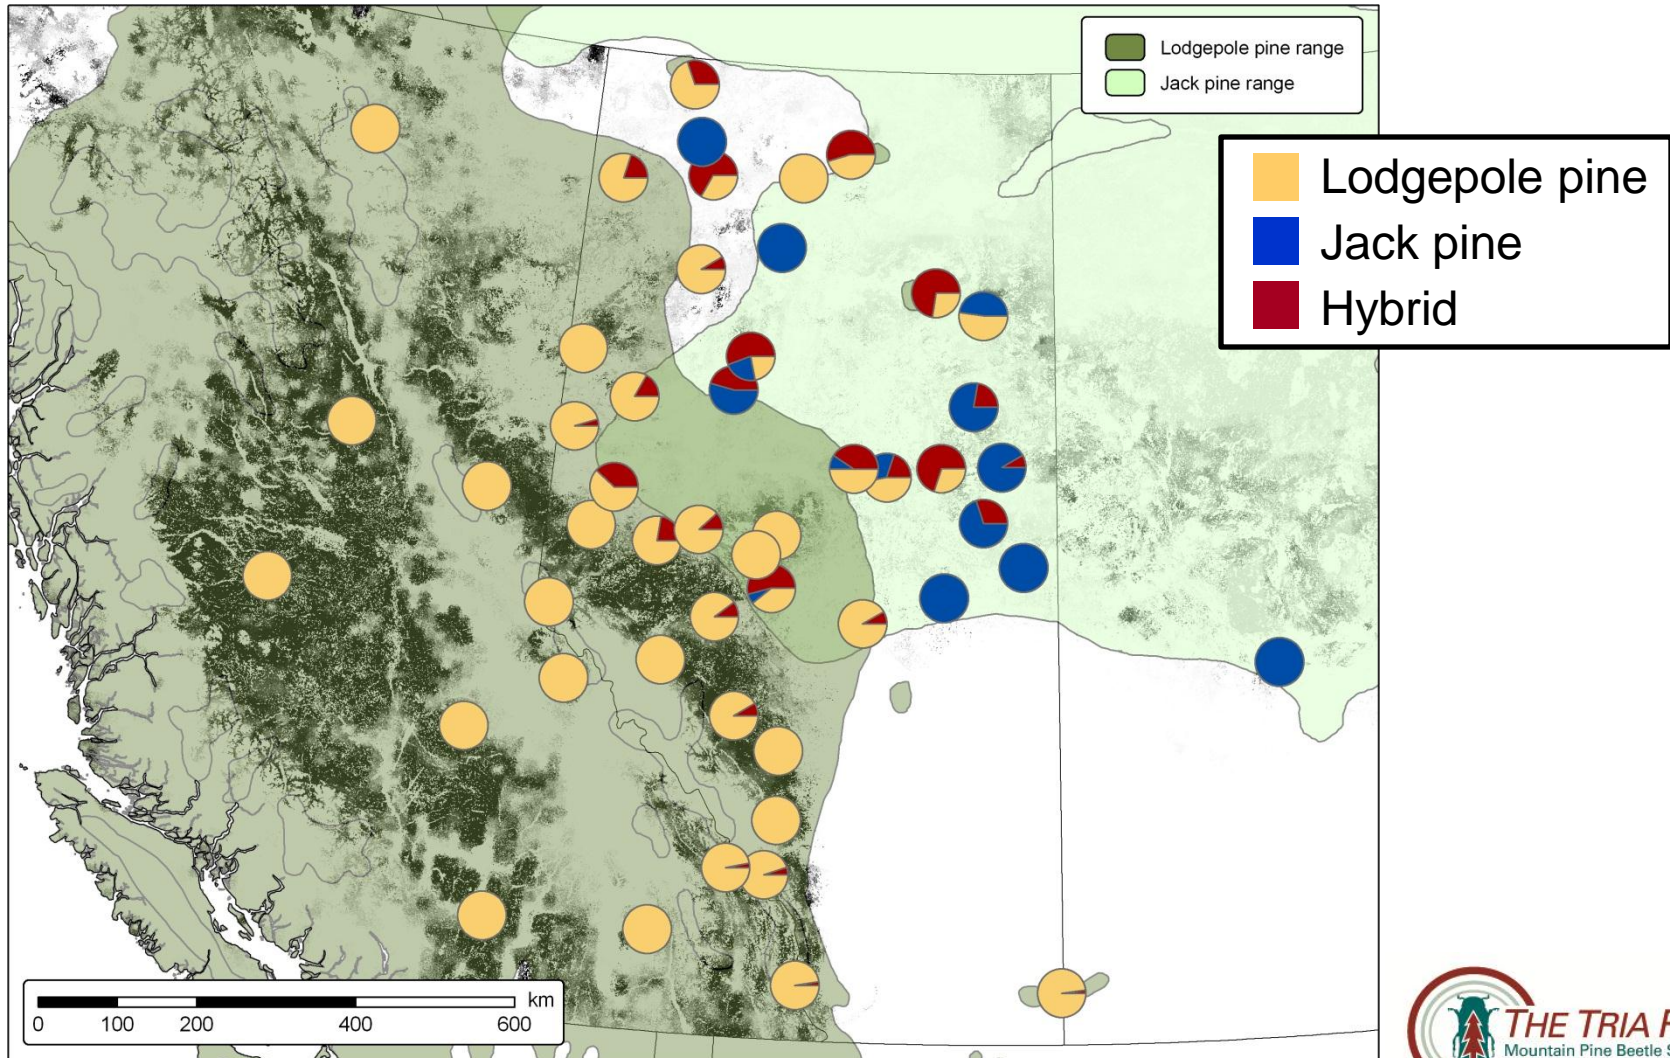 Lodgepole pine range
Jack pine range
Lodgepole pine
Jack pine
Hybrid
km
0 100 200 400 600
THE TRIA
Mountain Pine Beetle